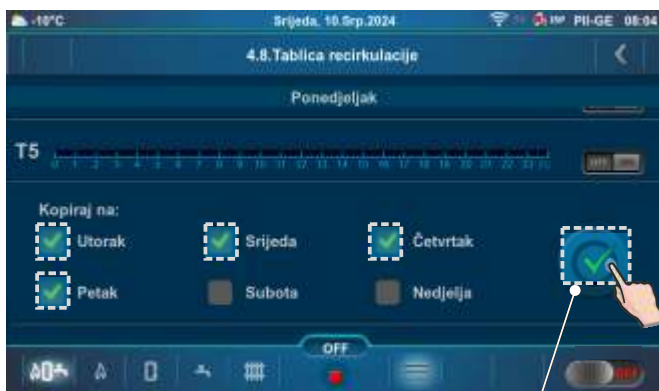 -10°C Srijeda, 10.Srp.2024 PII-GE 08:04
4.8.Tablica recirkulacije
Ponedjeljak
T5
Kopiraj na:
Utorak Srijeda Četvrtak
Petak Subota Nedjelja
OFF
OFF